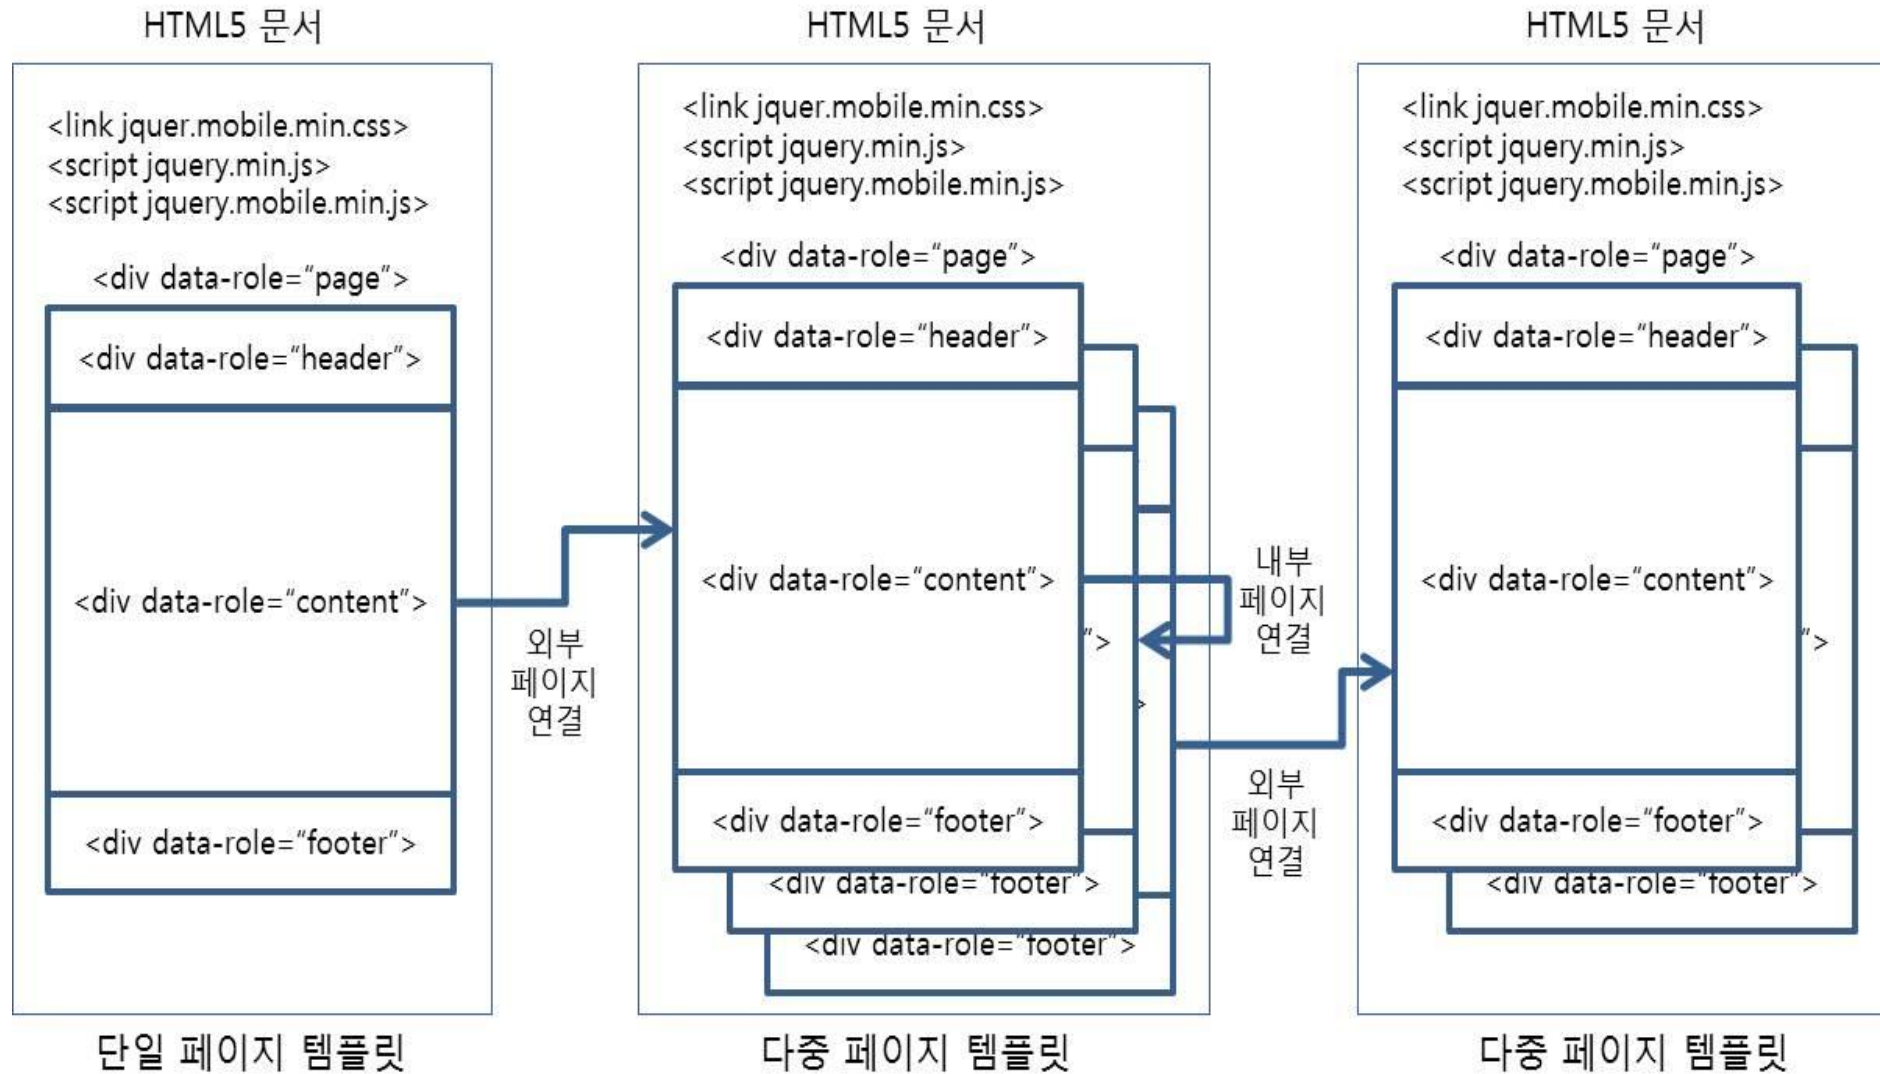 HTML5 문서
<link jquer.mobile.min.css>
<script jquery.min.js>
<script jquery.mobile.min.js>
<div data-role="page">
<div data-role="header">
<div data-role="content">
<div data-role="footer">
단일 페이지 템플릿
외부
페이지
연결
HTML5 문서
<link jquer.mobile.min.css>
<script jquery.min.js>
<script jquery.mobile.min.js>
<div data-role="page">
<div data-role="header">
<div data-role="content">
">
>
<div data-role="footer">
<div data-role="footer">
<div data-role="footer">
다중 페이지 템플릿
내부
페이지
연결
외부
페이지
연결
HTML5 문서
<link jquer.mobile.min.css>
<script jquery.min.js>
<script jquery.mobile.min.js>
<div data-role="page">
<div data-role="header">
<div data-role="content">
">
<div data-role="footer">
<div data-role="footer">
다중 페이지 템플릿